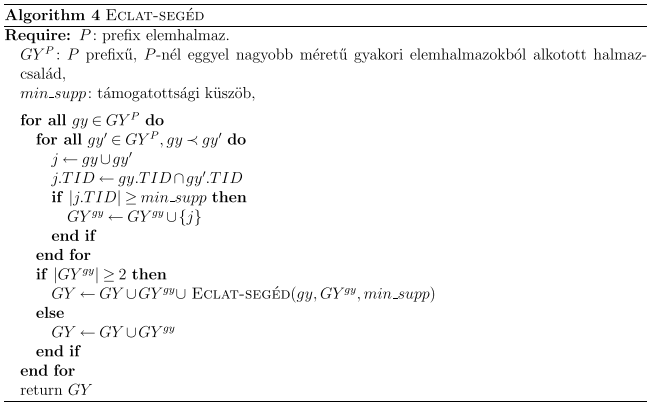 Algorithm 4 Eclat-segéd
Require: P: prefix elemhalmaz.
GY^P: P prefixű, P-nél eggyel nagyobb méretű gyakori elemhalmazokból alkotott halmaz-
család,
min_supp: támogatottsági küszöb,
for all gy ∈ GY^P do
for all gy′ ∈ GY^P, gy ≺ gy′ do
j ← gy ∪ gy′
j.TID ← gy.TID ∩ gy′.TID
if |j.TID| ≥ min_supp then
GY^gy ← GY^gy ∪ {j}
end if
end for
if |GY^gy| ≥ 2 then
GY ← GY ∪ GY^gy ∪ Eclat-segéd(gy, GY^gy, min_supp)
else
GY ← GY ∪ GY^gy
end if
end for
return GY